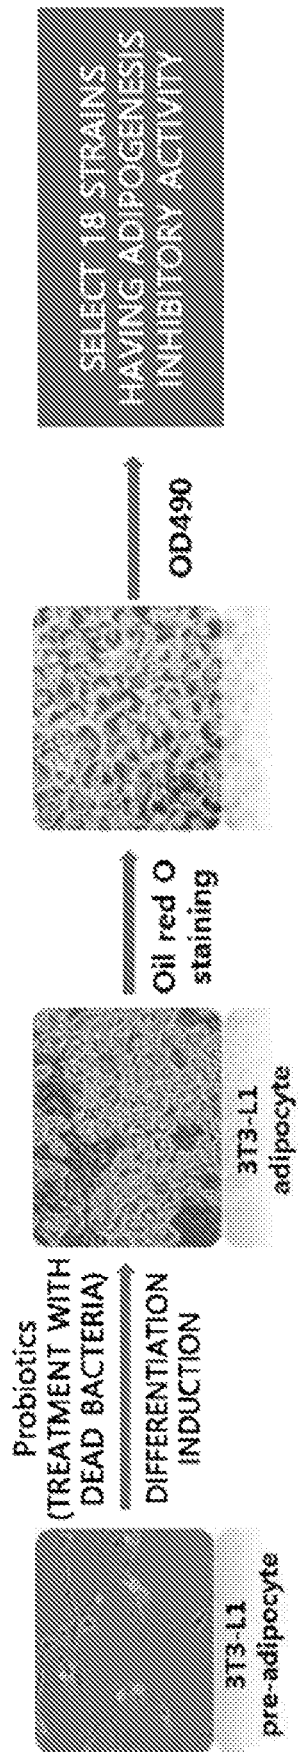 3T3-L1
pre-adipocyte
Probiotics
(TREATMENT WITH
DEAD BACTERIA)
DIFFERENTIATION
INDUCTION
3T3-L1
adipocyte
Oil red O
staining
OD490
SELECT 18 STRAINS
HAVING ADIPOGENESIS
INHIBITORY ACTIVITY